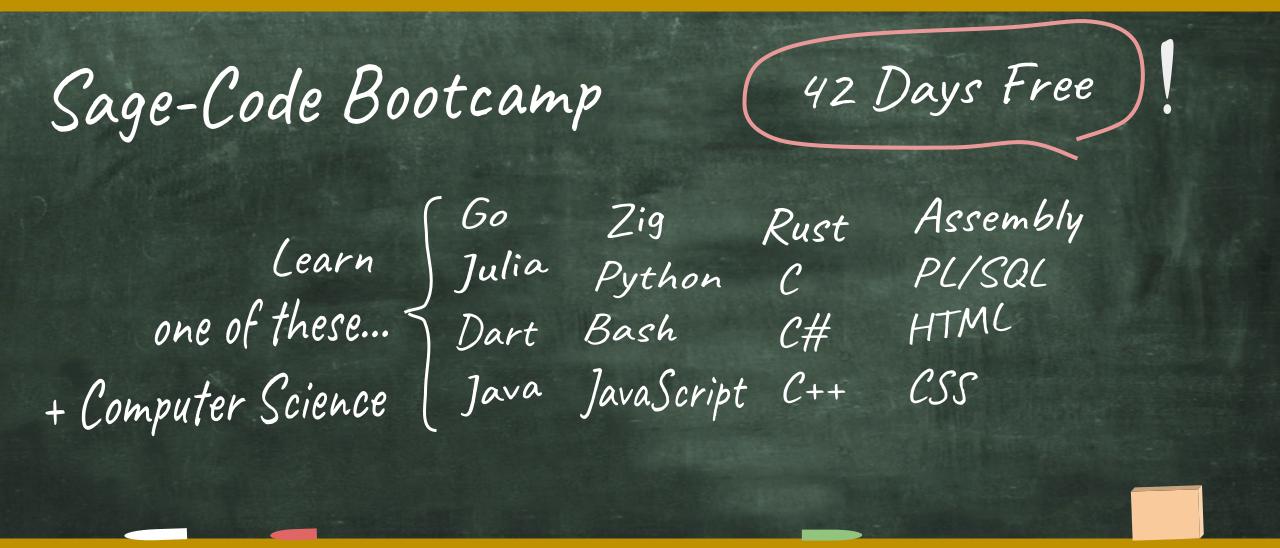 Sage-Code Bootcamp
42 Days Free !
Learn
one of these...
+ Computer Science
Go Zig Rust Assembly
Julia Python C PL/SQL
Dart Bash C# HTML
Java JavaScript C++ CSS